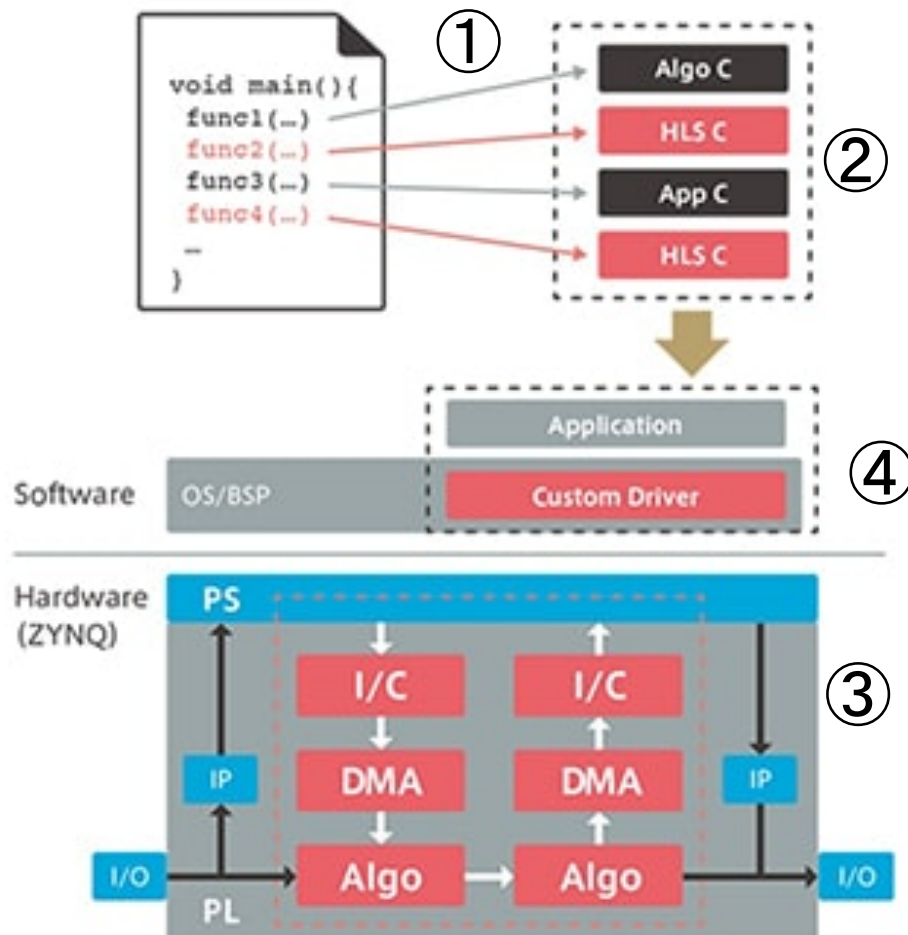 ①
void main(){
func1(…)
func2(…)
func3(…)
func4(…)
…
}
Algo C
HLS C
App C
HLS C
②
Application
④
Software
OS/BSP
Custom Driver
Hardware
(ZYNQ)
PS
③
I/C
I/C
IP
DMA
DMA
IP
I/O
Algo
Algo
I/O
PL